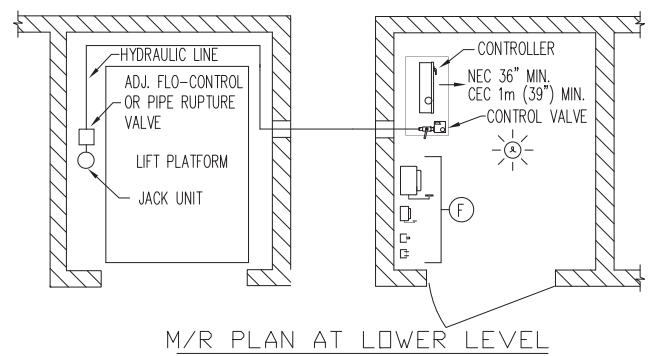 HYDRAULIC LINE
ADJ. FLO-CONTROL
OR PIPE RUPTURE
VALVE
LIFT PLATFORM
JACK UNIT
CONTROLLER
NEC 36" MIN.
CEC 1m (39") MIN.
CONTROL VALVE
F
M/R PLAN AT LOWER LEVEL